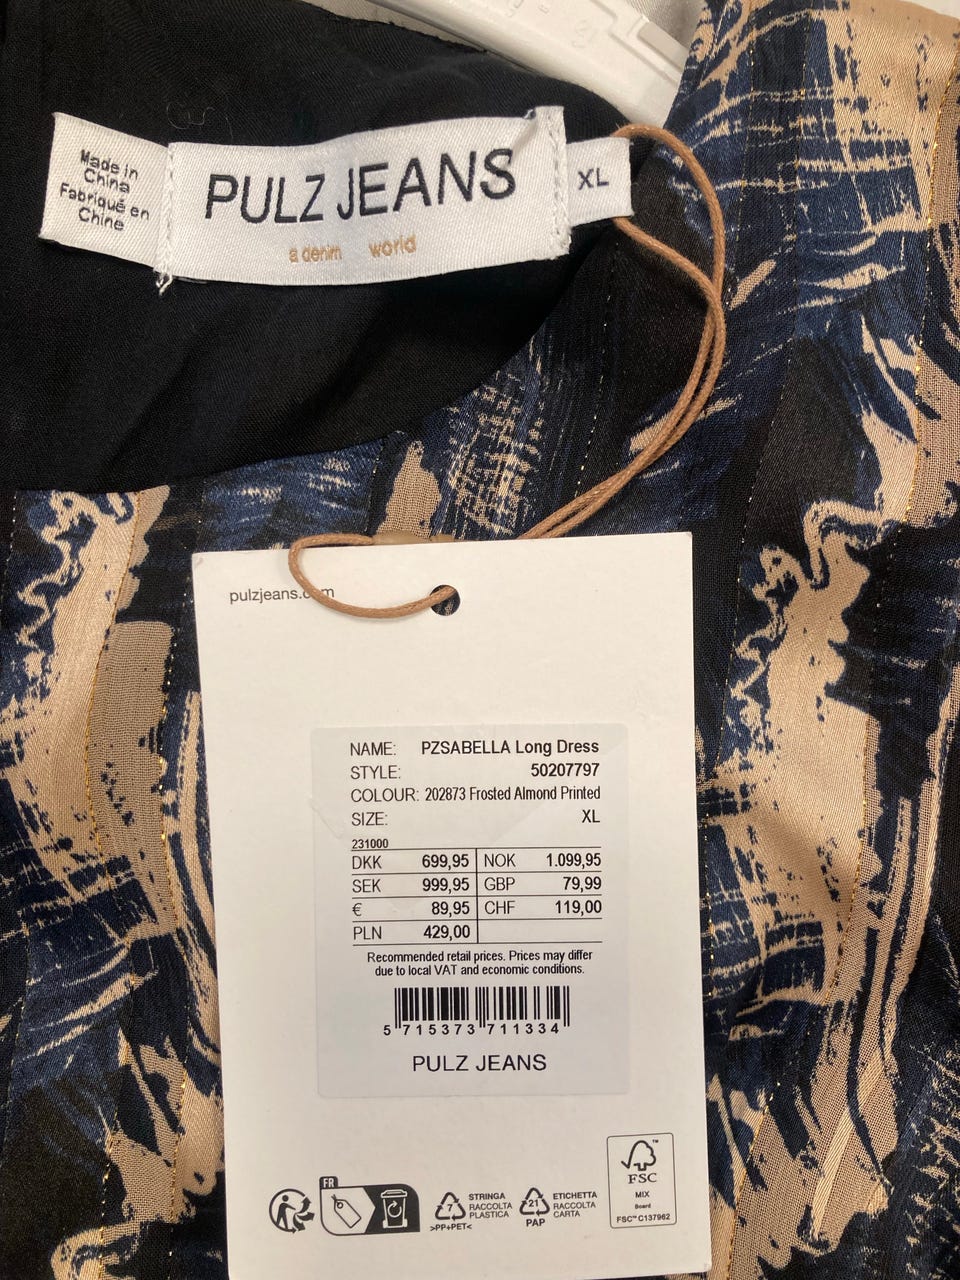 Made in
China
Fabriqué en
Chine
PULZ JEANS
a denim world
XL
pulzjeans.com
NAME: PZSABELLA Long Dress
STYLE: 50207797
COLOUR: 202873 Frosted Almond Printed
SIZE: XL
231000
DKK 699,95 NOK 1.099,95
SEK 999,95 GBP 79,99
€ 89,95 CHF 119,00
PLN 429,00
Recommended retail prices. Prices may differ
due to local VAT and economic conditions.
5 715373 711334
PULZ JEANS
FR
7
>PP+PET<
STRINGA
RACCOLTA
PLASTICA
21
PAP
ETICHETTA
RACCOLTA
CARTA
FSC
MIX
Board
FSC™ C137962